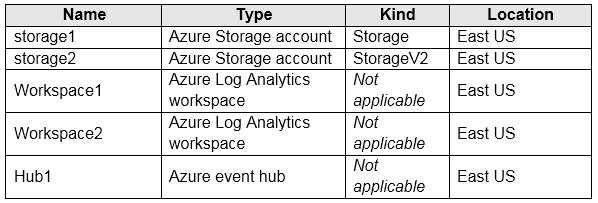 Name Type Kind Location
storage1 Azure Storage account Storage East US
storage2 Azure Storage account StorageV2 East US
Workspace1 Azure Log Analytics workspace Not applicable East US
Workspace2 Azure Log Analytics workspace Not applicable East US
Hub1 Azure event hub Not applicable East US